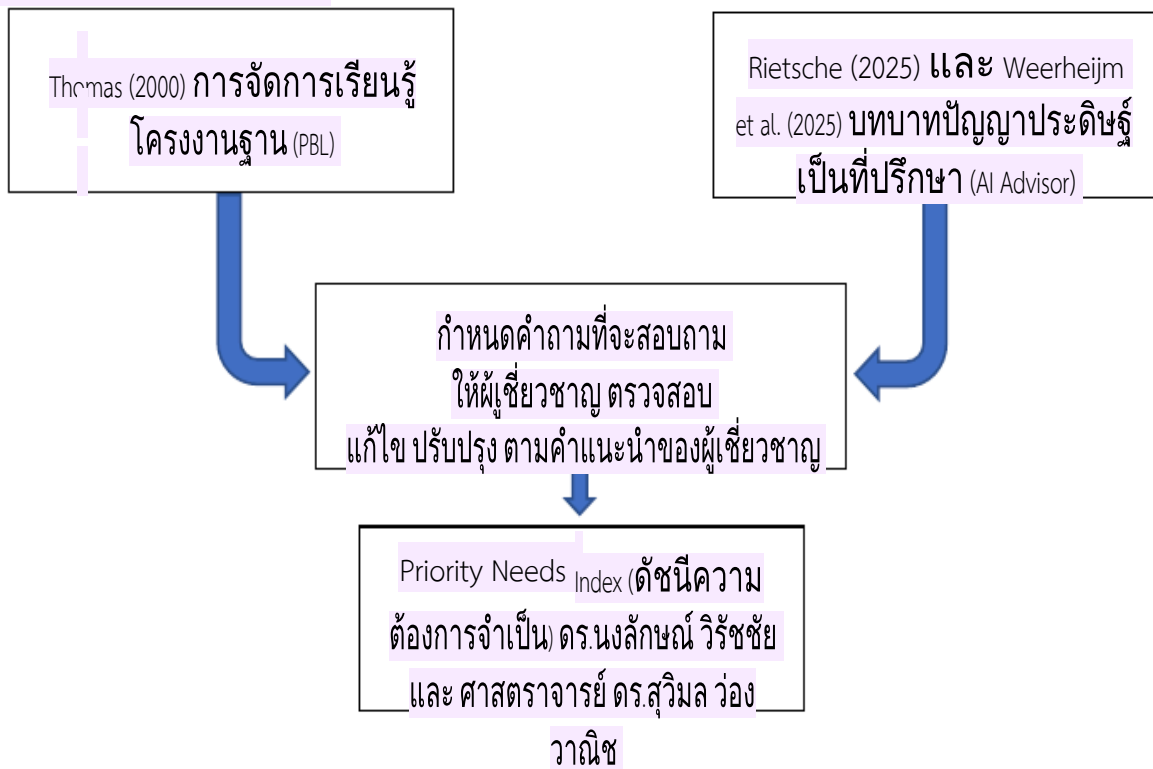 Thomas (2000) การจัดการเรียนรู้
โครงงานฐาน (PBL)
Rietsche (2025) และ Weerheijm
et al. (2025) บทบาทปัญญาประดิษฐ์
เป็นที่ปรึกษา (AI Advisor)
กำหนดคำถามที่จะสอบถาม
ให้ผู้เชี่ยวชาญ ตรวจสอบ
แก้ไข ปรับปรุง ตามคำแนะนำของผู้เชี่ยวชาญ
Priority Needs Index (ดัชนีความ
ต้องการจำเป็น) ดร.นงลักษณ์ วิรัชชัย
และ ศาสตราจารย์ ดร.สุวิมล ว่อง
วาณิช